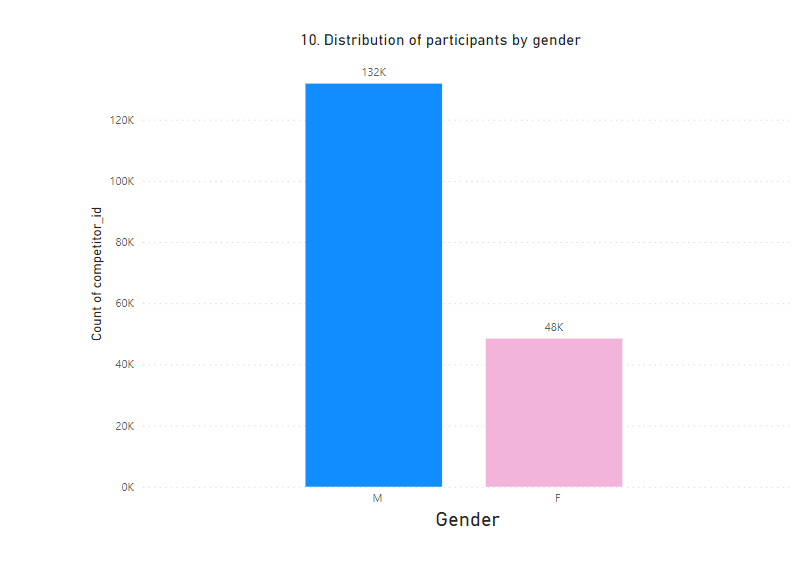 10. Distribution of participants by gender
132K
120K
100K
80K
60K
48K
40K
20K
0K
Count of competitor_id
M
F
Gender